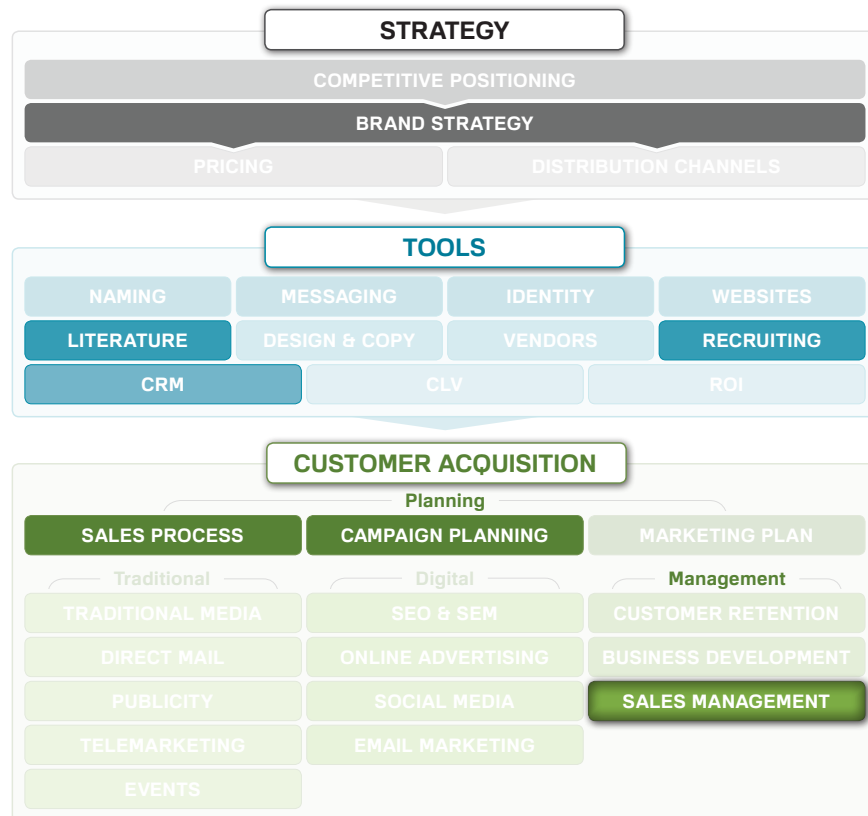 STRATEGY
COMPETITIVE POSITIONING
BRAND STRATEGY
PRICING DISTRIBUTION CHANNELS
TOOLS
NAMING MESSAGING IDENTITY WEBSITES
LITERATURE DESIGN & COPY VENDORS RECRUITING
CRM CLV ROI
CUSTOMER ACQUISITION
Planning
SALES PROCESS CAMPAIGN PLANNING MARKETING PLAN
Traditional Digital Management
TRADITIONAL MEDIA SEO & SEM CUSTOMER RETENTION
DIRECT MAIL ONLINE ADVERTISING BUSINESS DEVELOPMENT
PUBLICITY SOCIAL MEDIA SALES MANAGEMENT
TELEMARKETING EMAIL MARKETING
EVENTS